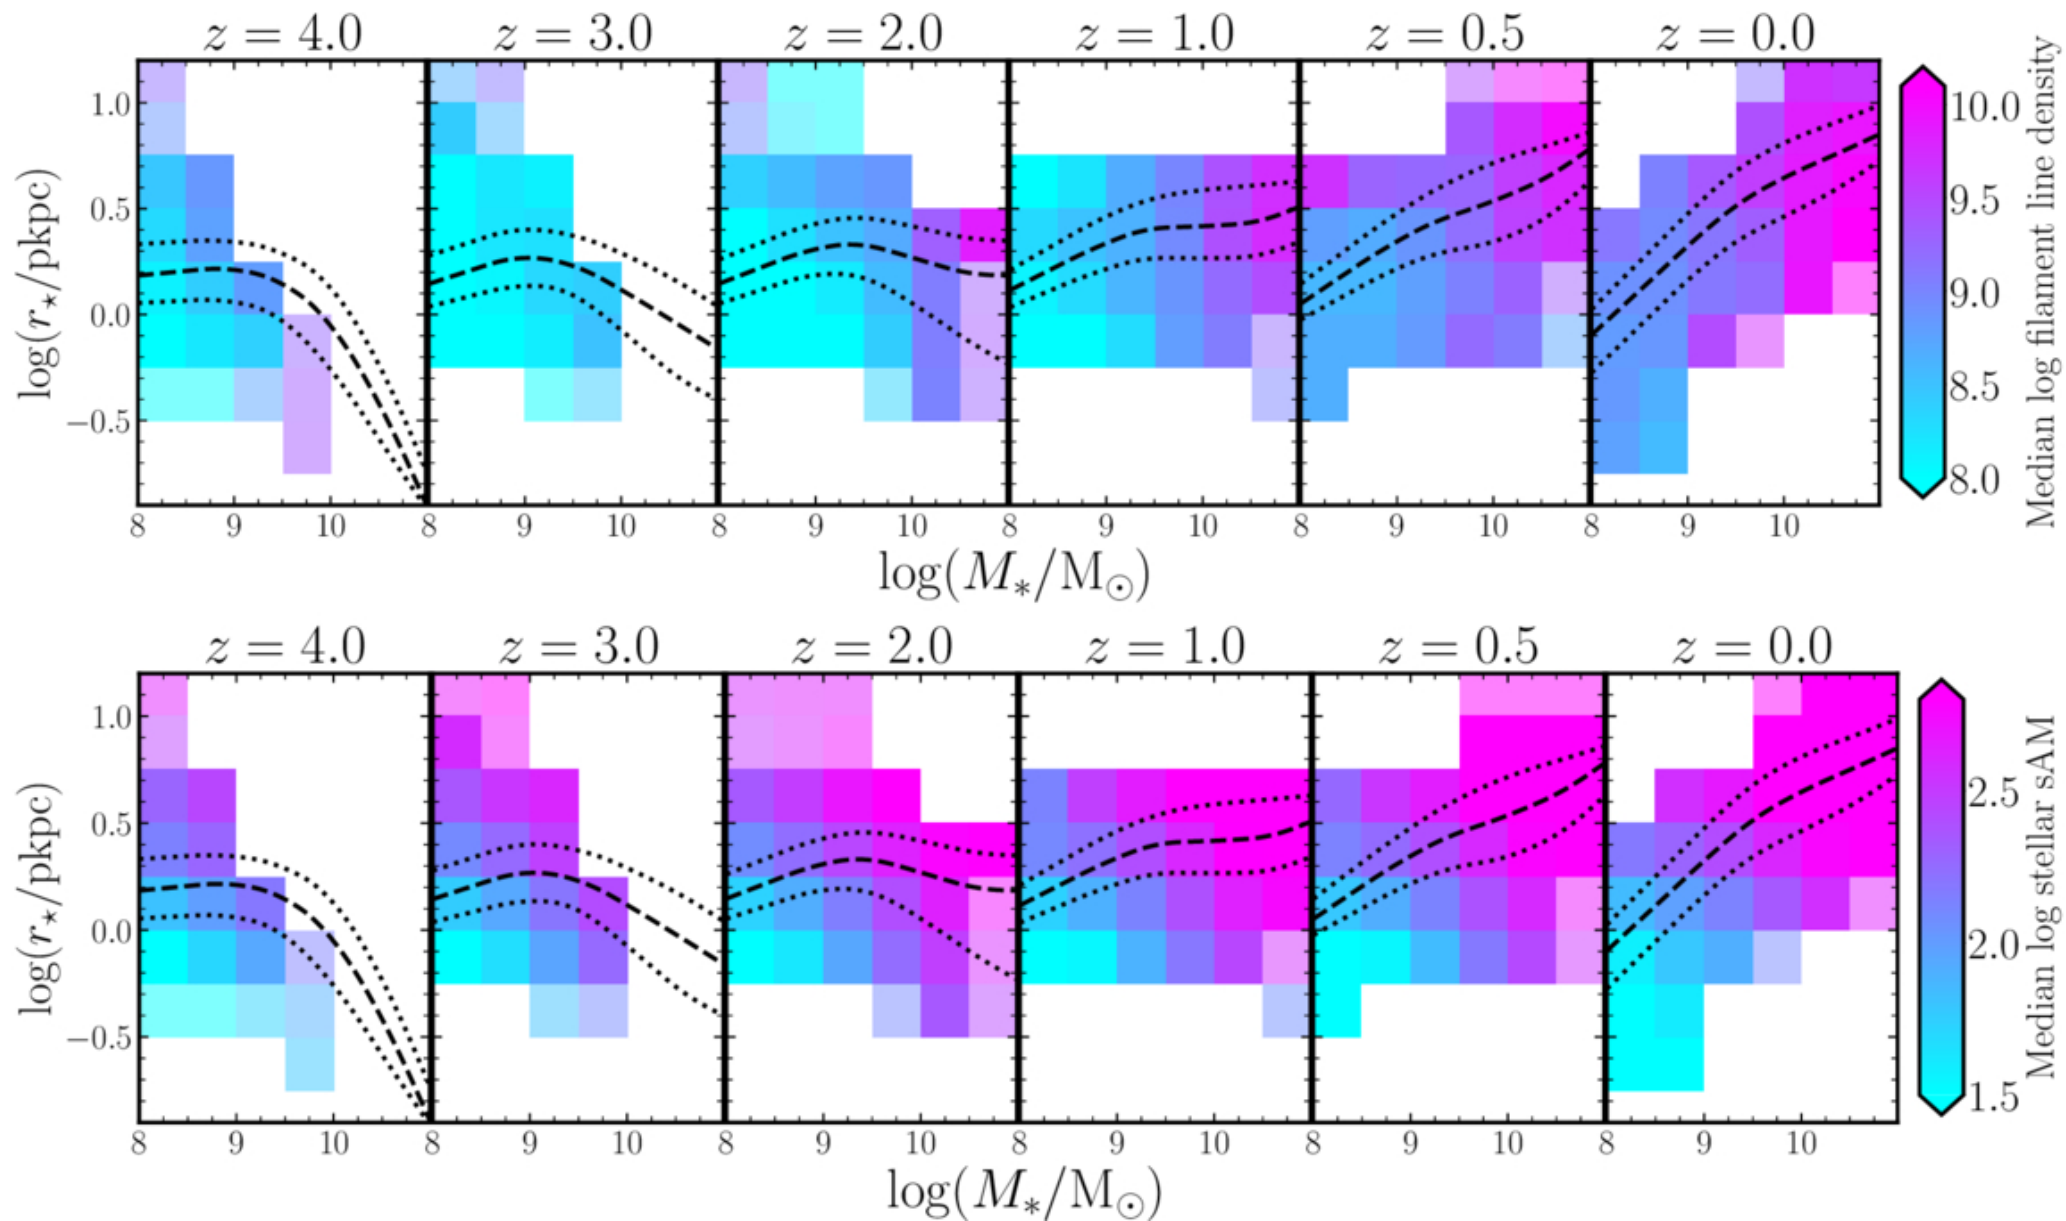 z = 4.0 z = 3.0 z = 2.0 z = 1.0 z = 0.5 z = 0.0
1.0
0.5
0.0
−0.5
log(r⋆/pkpc)
8 9 10 8 9 10 8 9 10 8 9 10 8 9 10 8 9 10
log(M∗/M⊙)
10.0
9.5
9.0
8.5
8.0
Median log filament line density
z = 4.0 z = 3.0 z = 2.0 z = 1.0 z = 0.5 z = 0.0
1.0
0.5
0.0
−0.5
log(r⋆/pkpc)
8 9 10 8 9 10 8 9 10 8 9 10 8 9 10 8 9 10
log(M∗/M⊙)
2.5
2.0
1.5
Median log stellar sAM